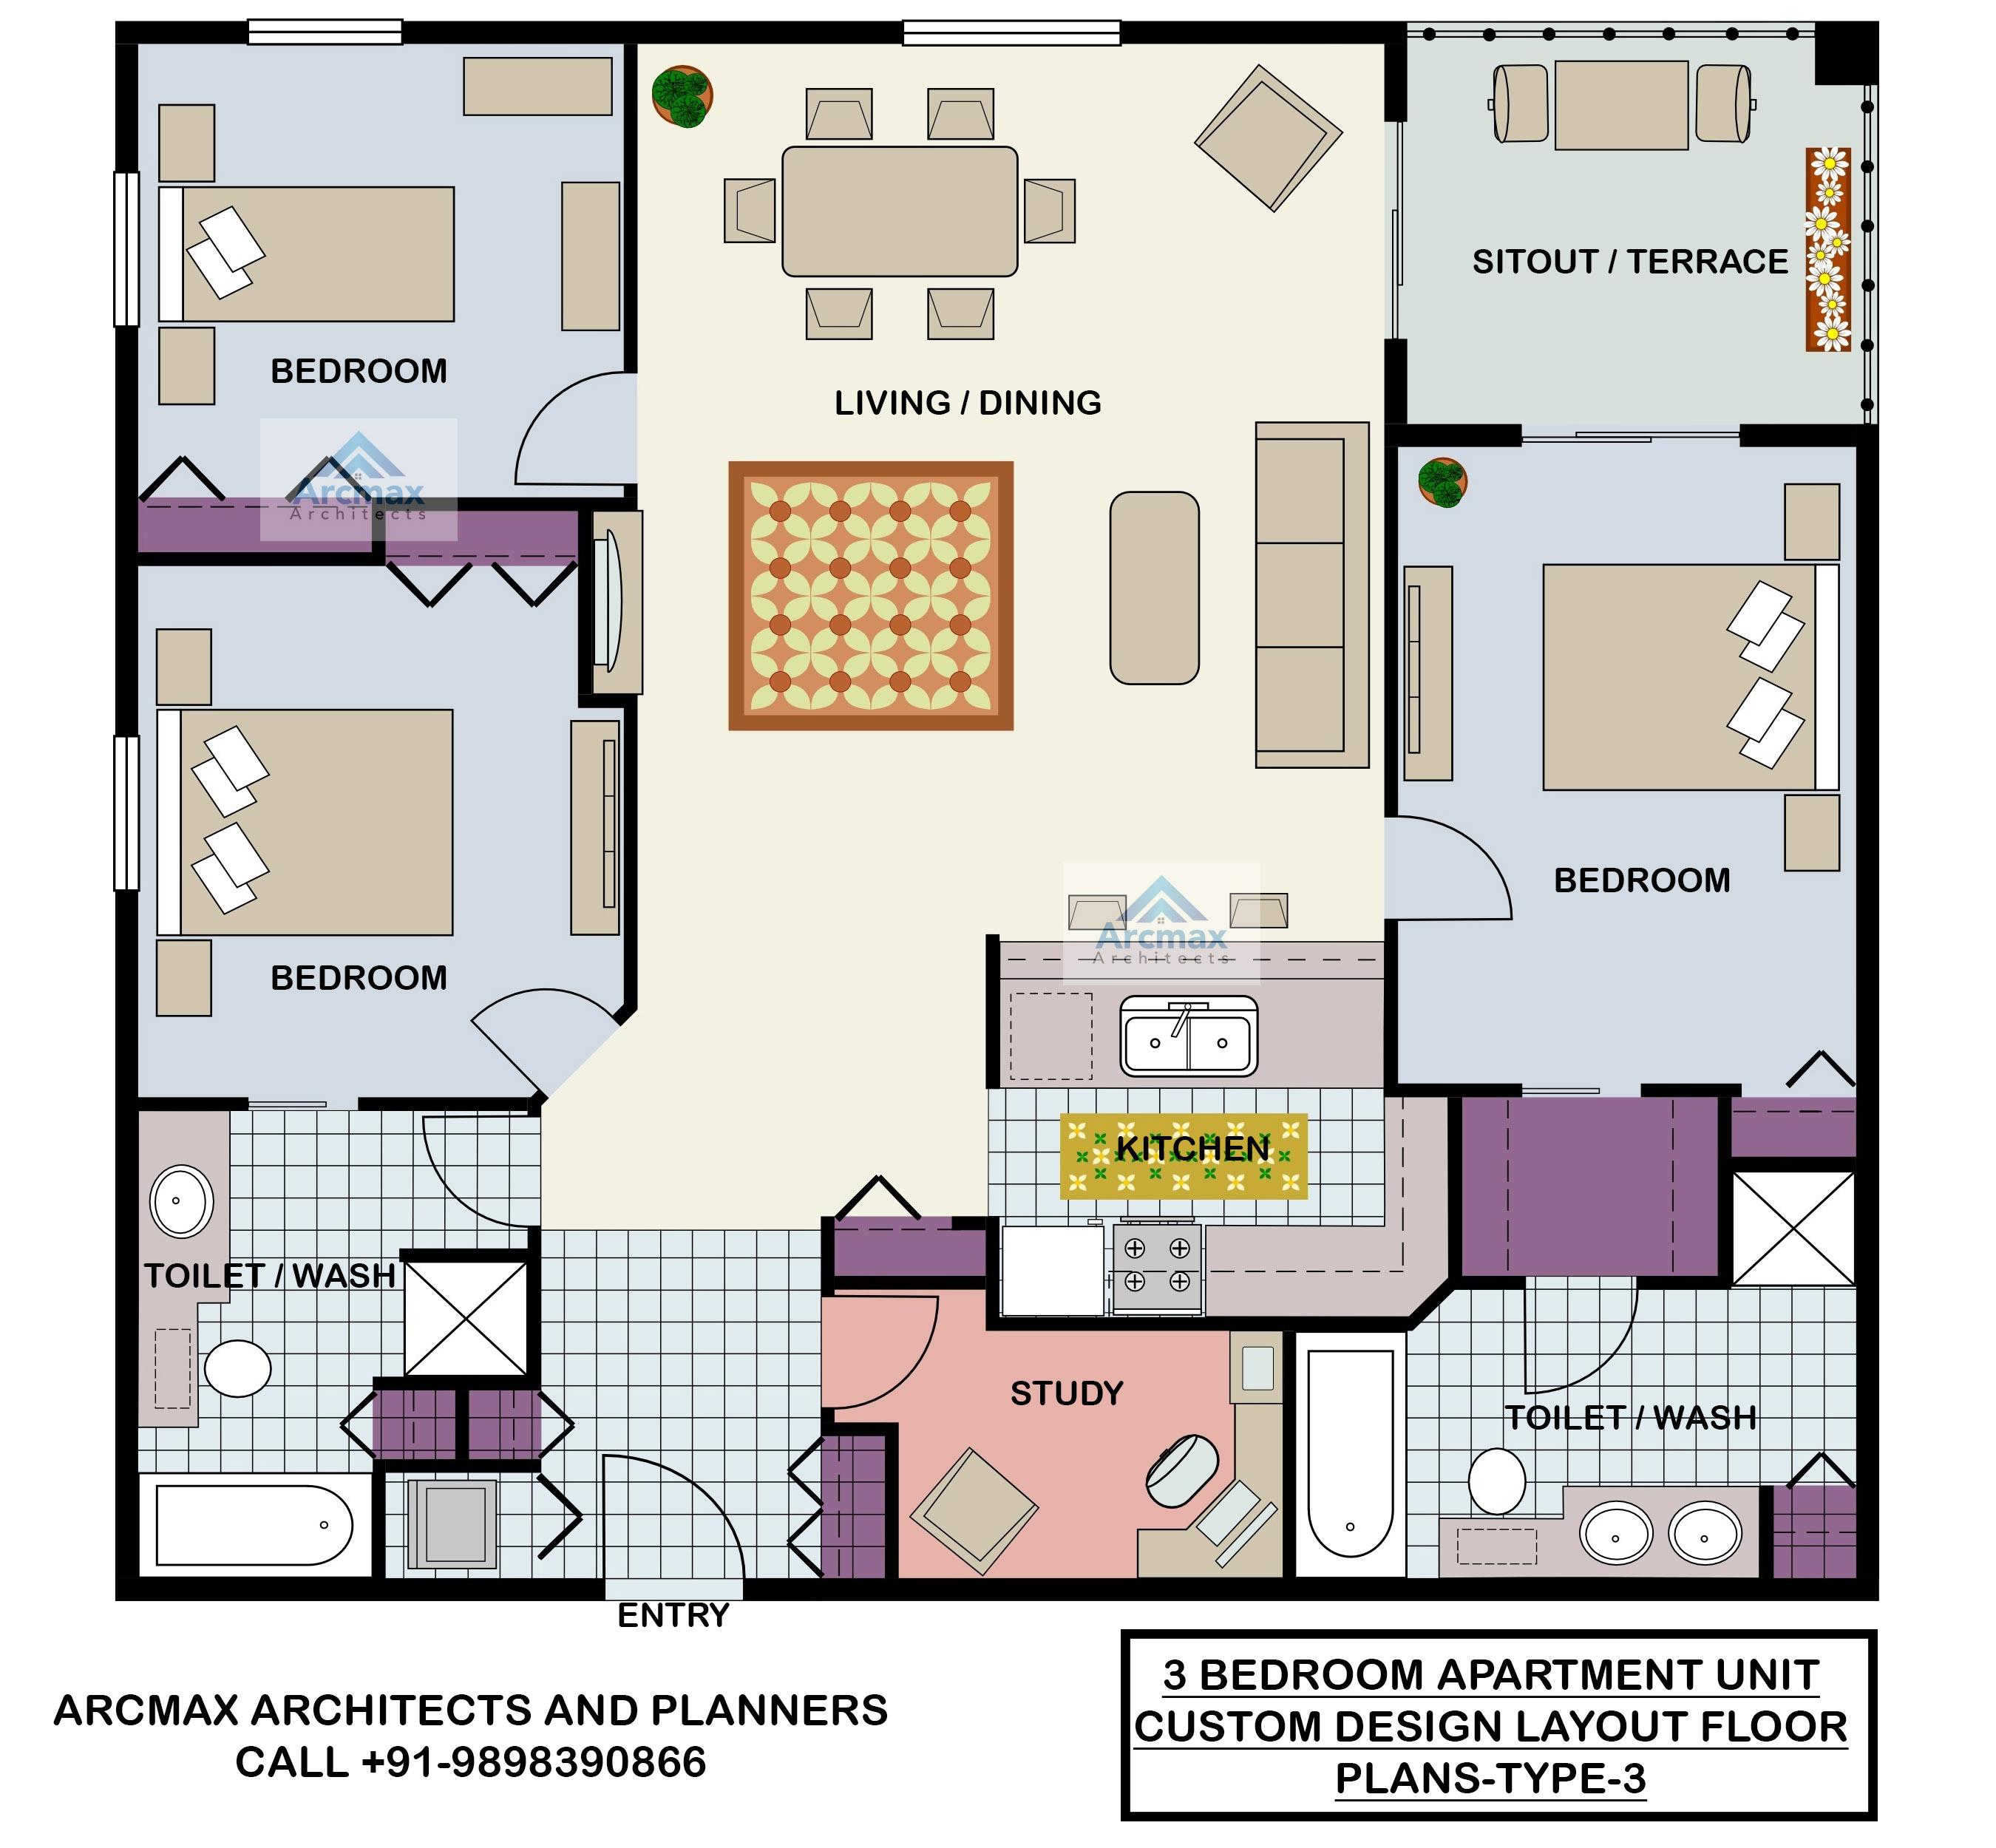 SITOUT / TERRACE
BEDROOM
LIVING / DINING
Arcmax
Architects
BEDROOM
Arcmax
Architects
BEDROOM
KITCHEN
TOILET / WASH
STUDY
TOILET / WASH
ENTRY
ARCMAX ARCHITECTS AND PLANNERS
CALL +91-9898390866
3 BEDROOM APARTMENT UNIT
CUSTOM DESIGN LAYOUT FLOOR
PLANS-TYPE-3